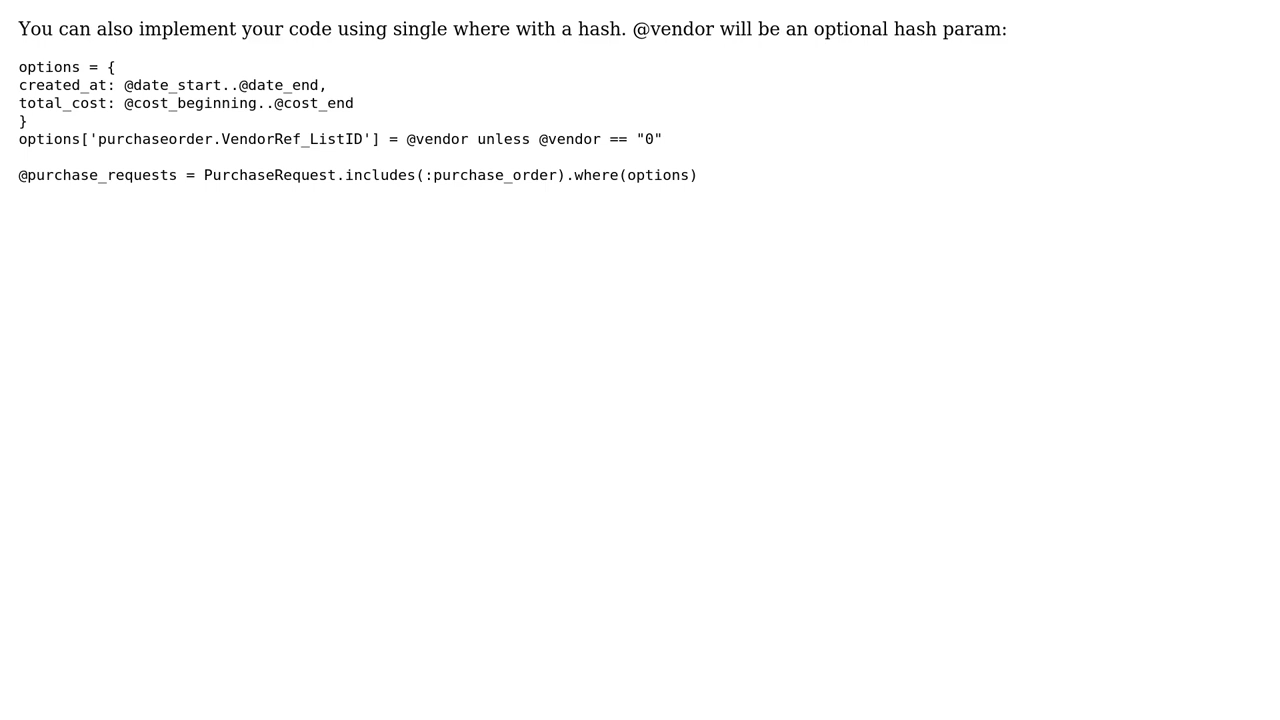 You can also implement your code using single where with a hash. @vendor will be an optional hash param:
options = {
created_at: @date_start..@date_end,
total_cost: @cost_beginning..@cost_end
}
options['purchaseorder.VendorRef_ListID'] = @vendor unless @vendor == "0"
@purchase_requests = PurchaseRequest.includes(:purchase_order).where(options)